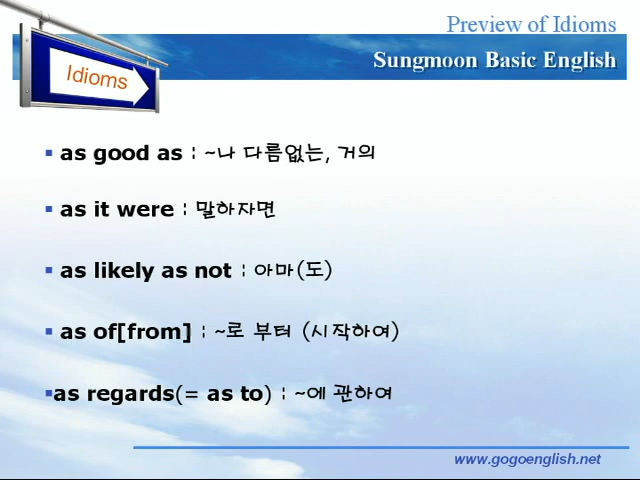 Preview of Idioms
Sungmoon Basic English
Idioms
▪ as good as : ~나 다름없는, 거의
▪ as it were : 말하자면
▪ as likely as not : 아마(도)
▪ as of[from] : ~로 부터 (시작하여)
▪as regards(= as to) : ~에 관하여
www.gogoenglish.net